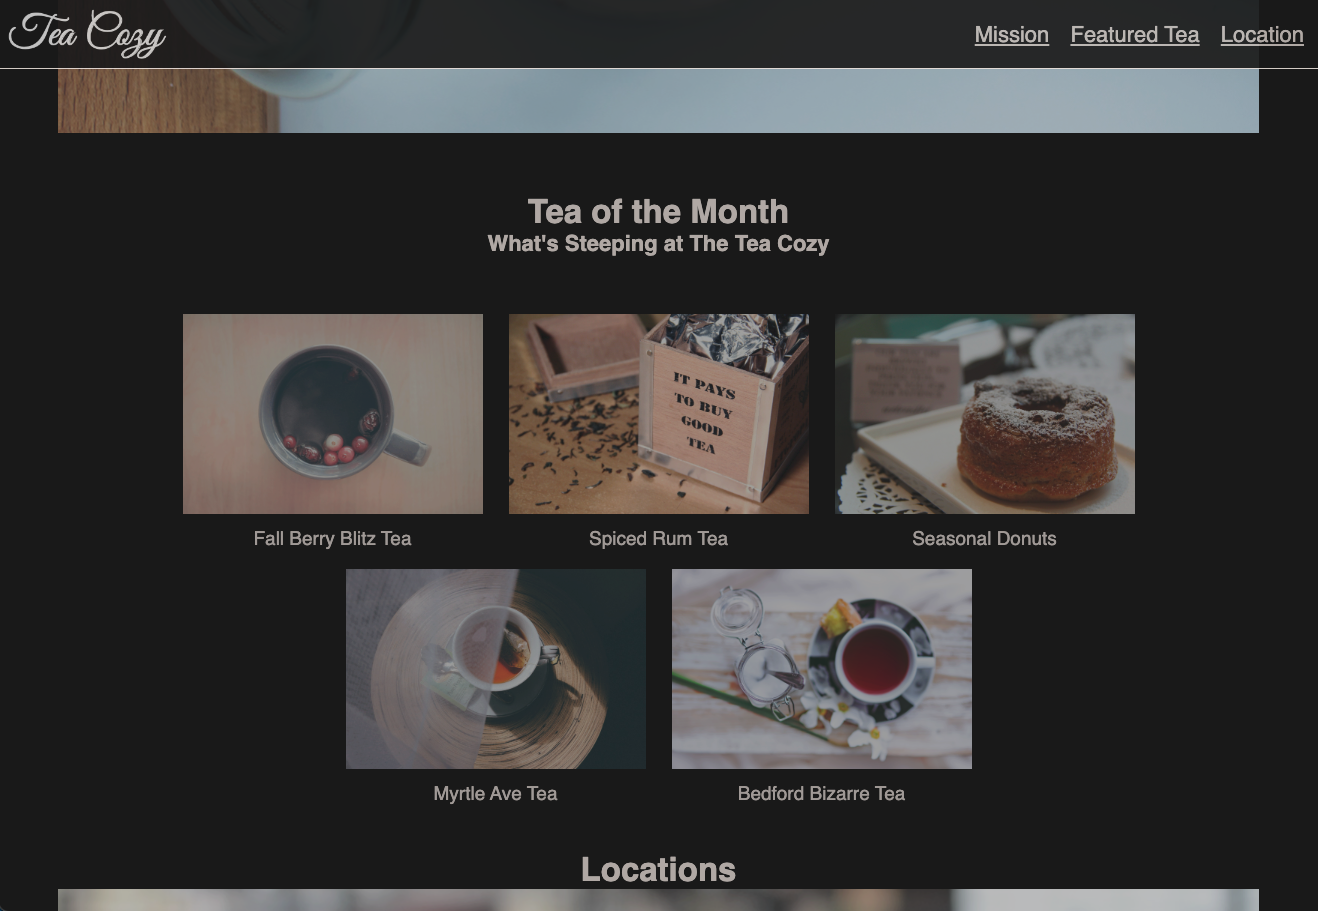 Tea Cozy
Mission Featured Tea Location
Tea of the Month
What's Steeping at The Tea Cozy
IT PAYS
TO BUY
GOOD
TEA
Fall Berry Blitz Tea
Spiced Rum Tea
Seasonal Donuts
Myrtle Ave Tea
Bedford Bizarre Tea
Locations